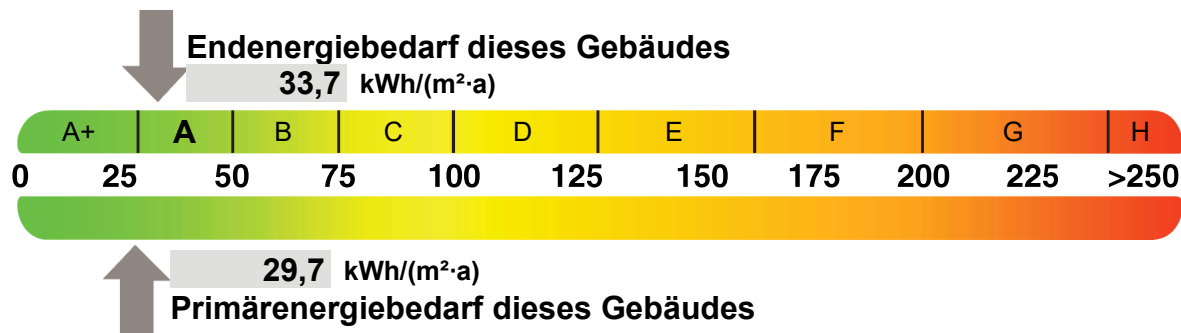 Endenergiebedarf dieses Gebäudes
33,7 kWh/(m²·a)
A+ A B C D E F G H
0 25 50 75 100 125 150 175 200 225 >250
29,7 kWh/(m²·a)
Primärenergiebedarf dieses Gebäudes